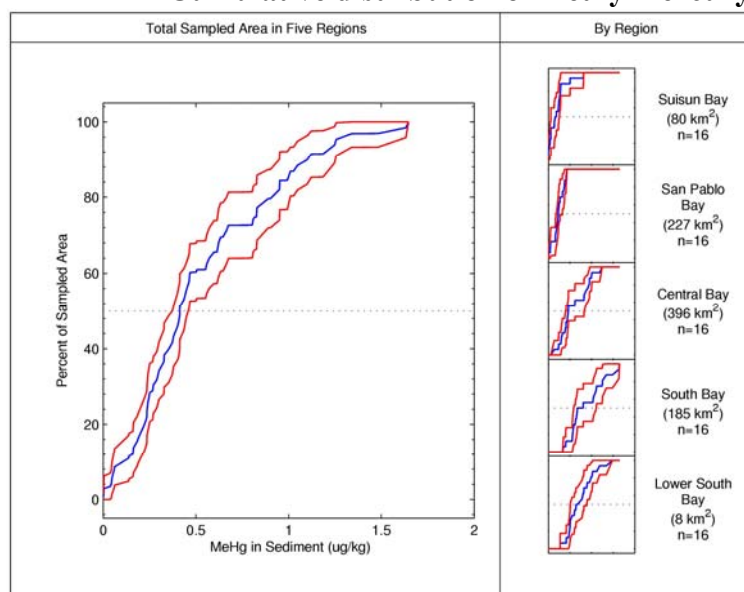 Total Sampled Area in Five Regions
By Region
100
80
60
40
20
0
Percent of Sampled Area
0 0.5 1 1.5 2
MeHg in Sediment (ug/kg)
Suisun Bay
(80 km²)
n=16
San Pablo
Bay
(227 km²)
n=16
Central Bay
(396 km²)
n=16
South Bay
(185 km²)
n=16
Lower South
Bay
(8 km²)
n=16